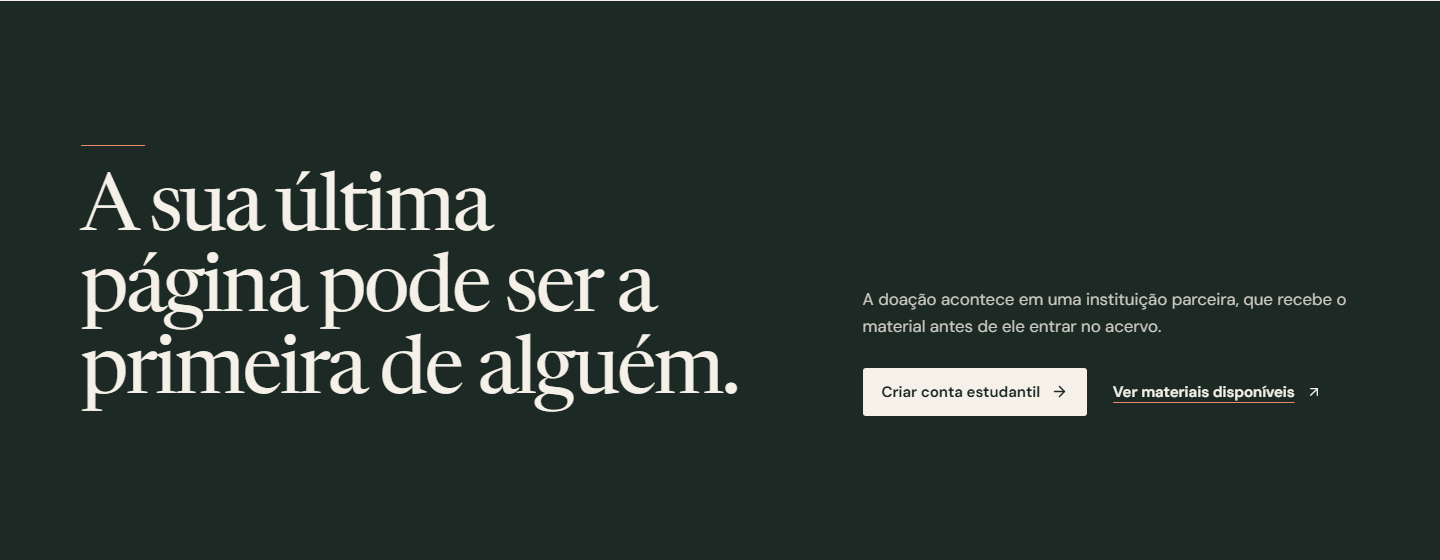 A sua última
página pode ser a
primeira de alguém.
A doação acontece em uma instituição parceira, que recebe o
material antes de ele entrar no acervo.
Criar conta estudantil →
Ver materiais disponíveis ↗